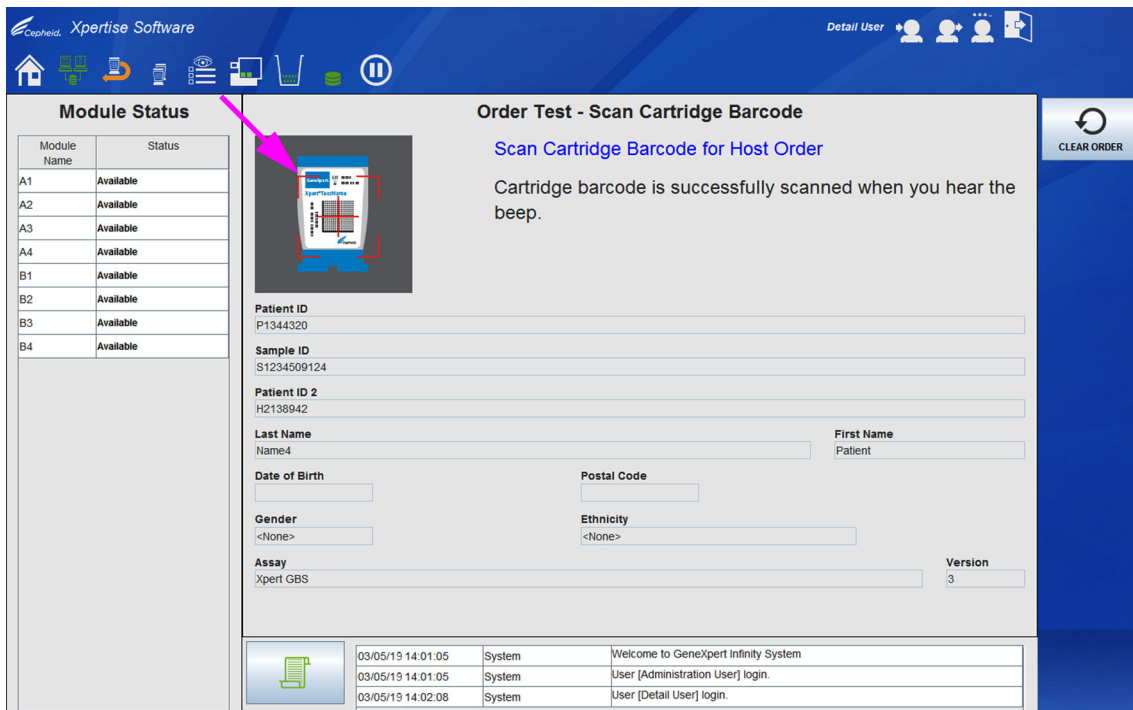 Cepheid. Xpertise Software
Detail User
Module Status
Module Name
Status
A1 Available
A2 Available
A3 Available
A4 Available
B1 Available
B2 Available
B3 Available
B4 Available
Order Test - Scan Cartridge Barcode
Scan Cartridge Barcode for Host Order
Cartridge barcode is successfully scanned when you hear the
beep.
GeneXpert
Xpert TestName
Cepheid
Patient ID
P1344320
Sample ID
S1234509124
Patient ID 2
H2138942
Last Name
First Name
Name4
Patient
Date of Birth
Postal Code
Gender
Ethnicity
<None>
<None>
Assay
Version
Xpert GBS
3
03/05/19 14:01:05 System Welcome to GeneXpert Infinity System
03/05/19 14:01:05 System User [Administration User] login.
03/05/19 14:02:08 System User [Detail User] login.
CLEAR ORDER